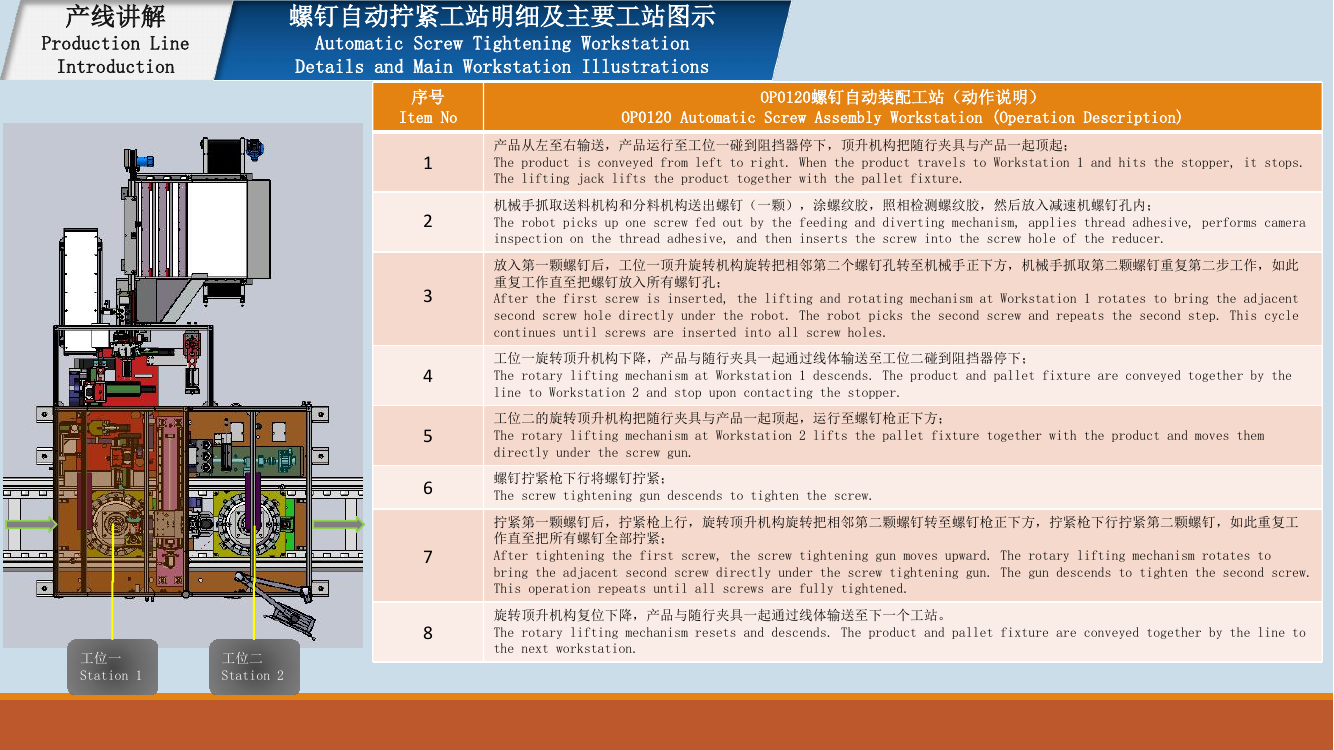 产线讲解
Production Line
Introduction
螺钉自动拧紧工站明细及主要工站图示
Automatic Screw Tightening Workstation
Details and Main Workstation Illustrations
序号
Item No
OP0120螺钉自动装配工站（动作说明）
OP0120 Automatic Screw Assembly Workstation (Operation Description)
1
产品从左至右输送，产品运行至工位一碰到阻挡器停下，顶升机构把随行夹具与产品一起顶起；
The product is conveyed from left to right. When the product travels to Workstation 1 and hits the stopper, it stops.
The lifting jack lifts the product together with the pallet fixture.
2
机械手抓取送料机构和分料机构送出螺钉（一颗），涂螺纹胶，照相检测螺纹胶，然后放入减速机螺钉孔内；
The robot picks up one screw fed out by the feeding and diverting mechanism, applies thread adhesive, performs camera
inspection on the thread adhesive, and then inserts the screw into the screw hole of the reducer.
3
放入第一颗螺钉后，工位一顶升旋转机构旋转把相邻第二个螺钉孔转至机械手正下方，机械手抓取第二颗螺钉重复第二步工作，如此
重复工作直至把螺钉放入所有螺钉孔；
After the first screw is inserted, the lifting and rotating mechanism at Workstation 1 rotates to bring the adjacent
second screw hole directly under the robot. The robot picks the second screw and repeats the second step. This cycle
continues until screws are inserted into all screw holes.
4
工位一旋转顶升机构下降，产品与随行夹具一起通过线体输送至工位二碰到阻挡器停下；
The rotary lifting mechanism at Workstation 1 descends. The product and pallet fixture are conveyed together by the
line to Workstation 2 and stop upon contacting the stopper.
5
工位二的旋转顶升机构把随行夹具与产品一起顶起，运行至螺钉枪正下方；
The rotary lifting mechanism at Workstation 2 lifts the pallet fixture together with the product and moves them
directly under the screw gun.
6
螺钉拧紧枪下行将螺钉拧紧；
The screw tightening gun descends to tighten the screw.
7
拧紧第一颗螺钉后，拧紧枪上行，旋转顶升机构旋转把相邻第二颗螺钉转至螺钉枪正下方，拧紧枪下行拧紧第二颗螺钉，如此重复工
作直至把所有螺钉全部拧紧；
After tightening the first screw, the screw tightening gun moves upward. The rotary lifting mechanism rotates to
bring the adjacent second screw directly under the screw tightening gun. The gun descends to tighten the second screw.
This operation repeats until all screws are fully tightened.
8
旋转顶升机构复位下降，产品与随行夹具一起通过线体输送至下一个工站。
The rotary lifting mechanism resets and descends. The product and pallet fixture are conveyed together by the line to
the next workstation.
工位一
Station 1
工位二
Station 2